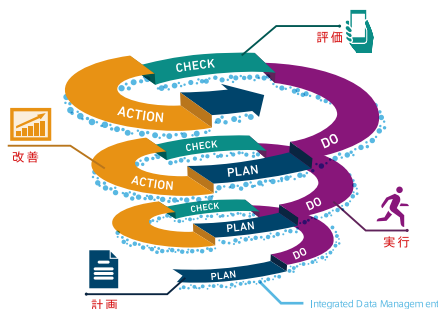 CHECK
評価
ACTION
DO
改善
CHECK
PLAN
ACTION
DO
CHECK
PLAN
実行
DO
PLAN
計画
Integrated Data Management